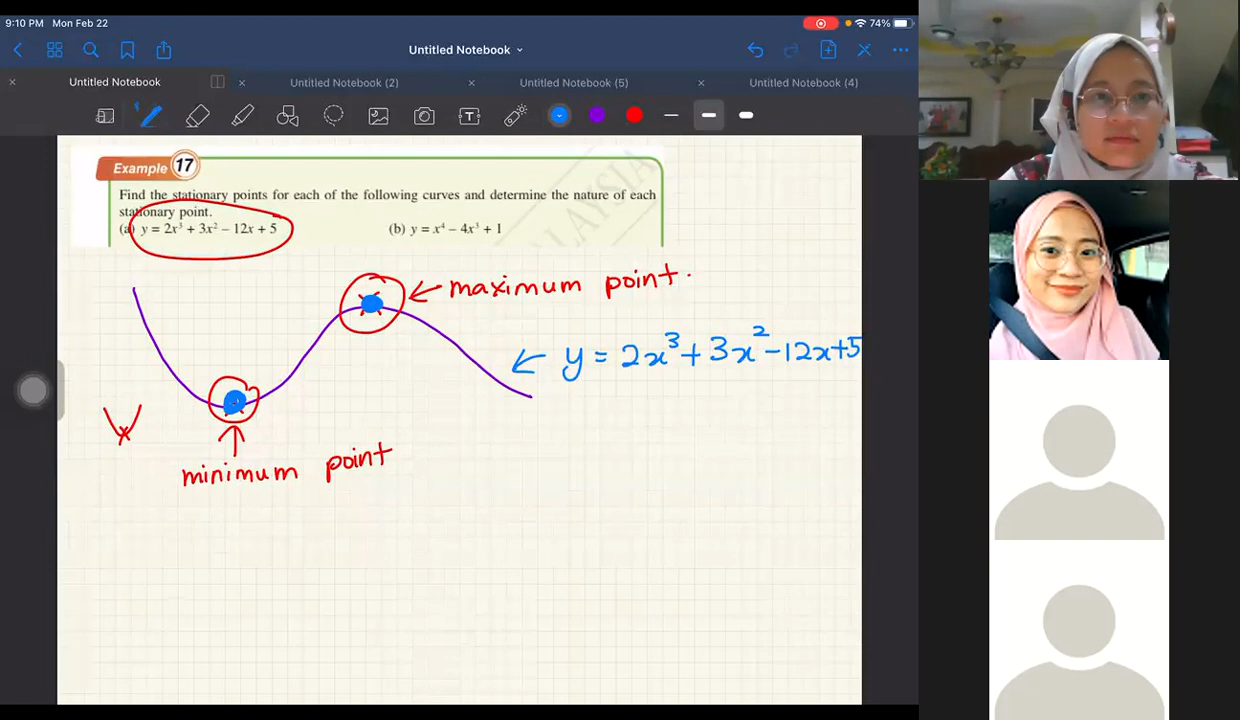 9:10 PM Mon Feb 22
74%
Untitled Notebook
Untitled Notebook
Untitled Notebook (2)
Untitled Notebook (5)
Untitled Notebook (4)
T
Example 17
Find the stationary points for each of the following curves and determine the nature of each
stationary point.
(a) y = 2x³ + 3x² – 12x + 5
(b) y = x⁴ – 4x³ + 1
ALAYSIA
← maximum point.
← y = 2x³ + 3x² - 12x + 5
minimum point